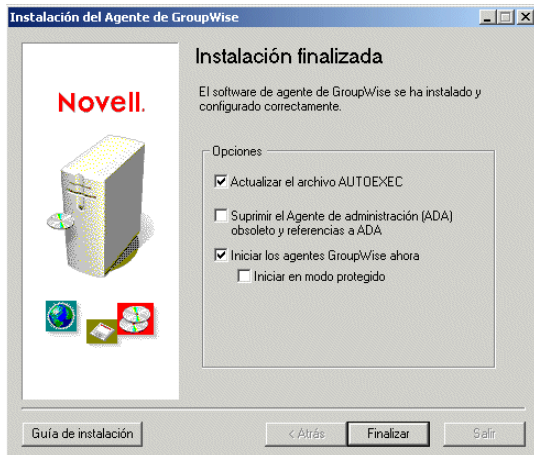 Instalación del Agente de GroupWise
Novell.
Instalación finalizada
El software de agente de GroupWise se ha instalado y
configurado correctamente.
Opciones
Actualizar el archivo AUTOEXEC
Suprimir el Agente de administración (ADA)
obsoleto y referencias a ADA
Iniciar los agentes GroupWise ahora
Iniciar en modo protegido
Guía de instalación
< Atrás
Finalizar
Salir